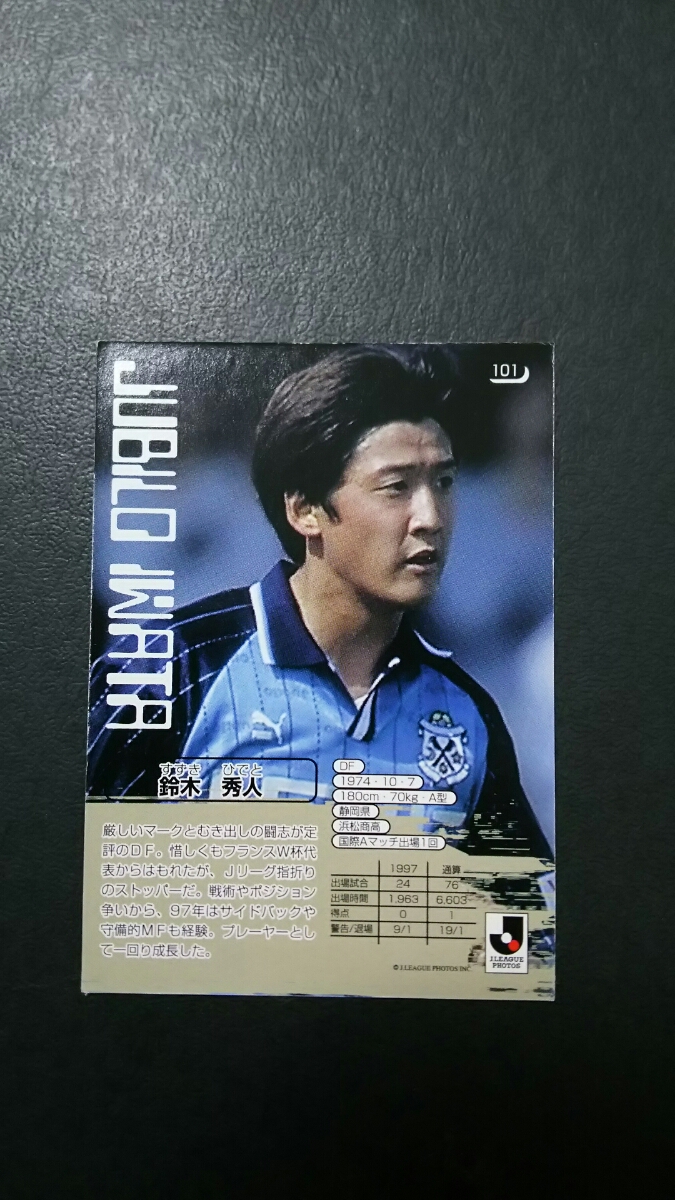 101
JUBILO IWATA
すずき ひでと
鈴木 秀人
DF
1974・10・7
180cm・70kg・A型
静岡県
浜松商高
国際Aマッチ出場1回
厳しいマークとむき出しの闘志が定
評のDF。惜しくもフランスW杯代
表からはもれたが、Jリーグ指折り
のストッパーだ。戦術やポジション
争いから、97年はサイドバックや
守備的MFも経験。プレーヤーとし
て一回り成長した。
1997 通算
出場試合 24 76
出場時間 1,963 6,603
得点 0 1
警告/退場 9/1 19/1
J.LEAGUE
PHOTOS
© J.LEAGUE PHOTOS INC.